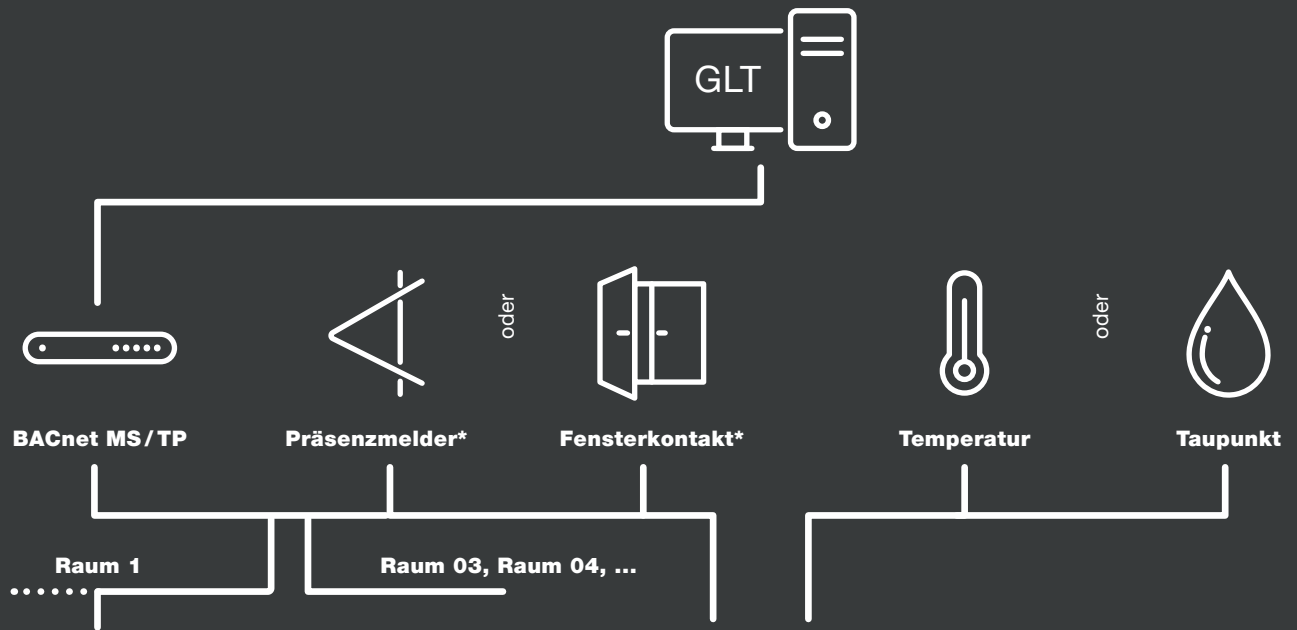 GLT
oder
oder
BACnet MS/TP
Präsenzmelder*
Fensterkontakt*
Temperatur
Taupunkt
Raum 1
Raum 03, Raum 04, ...